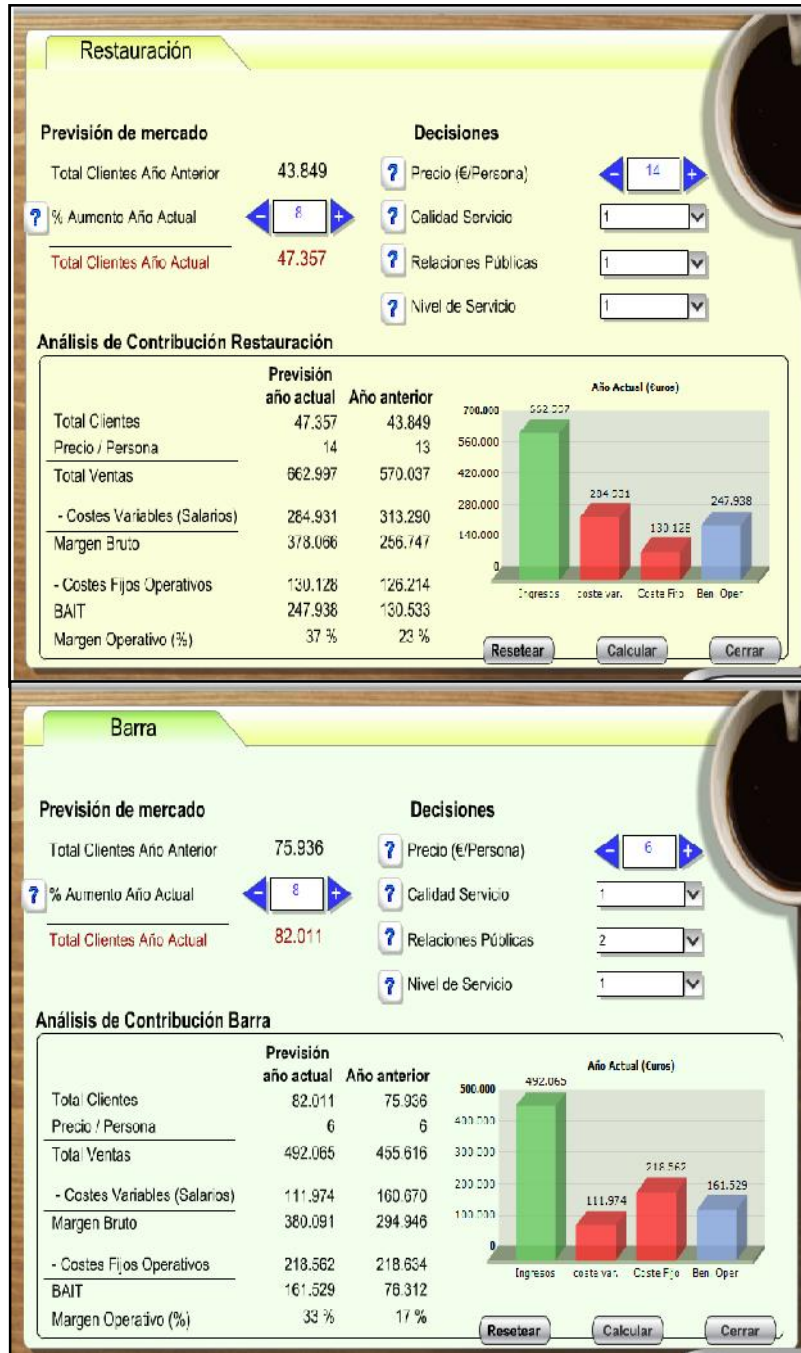 Restauración
Previsión de mercado
Decisiones
Total Clientes Año Anterior 43.849 ? Precio (€/Persona) - 14 +
? % Aumento Año Actual - 8 + ? Calidad Servicio 1
Total Clientes Año Actual 47.357 ? Relaciones Públicas 1
? Nivel de Servicio 1
Análisis de Contribución Restauración
Previsión
año actual Año anterior
Total Clientes 47.357 43.849
Precio / Persona 14 13
Total Ventas 662.997 570.037
- Costes Variables (Salarios) 284.931 313.290
Margen Bruto 378.066 256.747
- Costes Fijos Operativos 130.128 126.214
BAIT 247.938 130.533
Margen Operativo (%) 37 % 23 %
Año Actual (Euros)
700.000
560.000
420.000
280.000
140.000
0
130 128
247.938
Ingresos coste var. Ben Oper
Resetear Calcular Cerrar
Barra
Previsión de mercado
Decisiones
Total Clientes Año Anterior 75.936 ? Precio (€/Persona) - 6 +
? % Aumento Año Actual - 8 + ? Calidad Servicio 1
Total Clientes Año Actual 82.011 ? Relaciones Públicas 2
? Nivel de Servicio 1
Análisis de Contribución Barra
Previsión
año actual Año anterior
Total Clientes 82.011 75.936
Precio / Persona 6 6
Total Ventas 492.065 455.616
- Costes Variables (Salarios) 111.974 160.670
Margen Bruto 380.091 294.946
- Costes Fijos Operativos 218.562 218.634
BAIT 161.529 76.312
Margen Operativo (%) 33 % 17 %
Año Actual (Euros)
500.000
400.000
300 000
200 000
100.000
0
492.065
111.974
218.562
161.529
Ingresos coste var. Coste Fijo Ben Oper
Resetear Calcular Cerrar